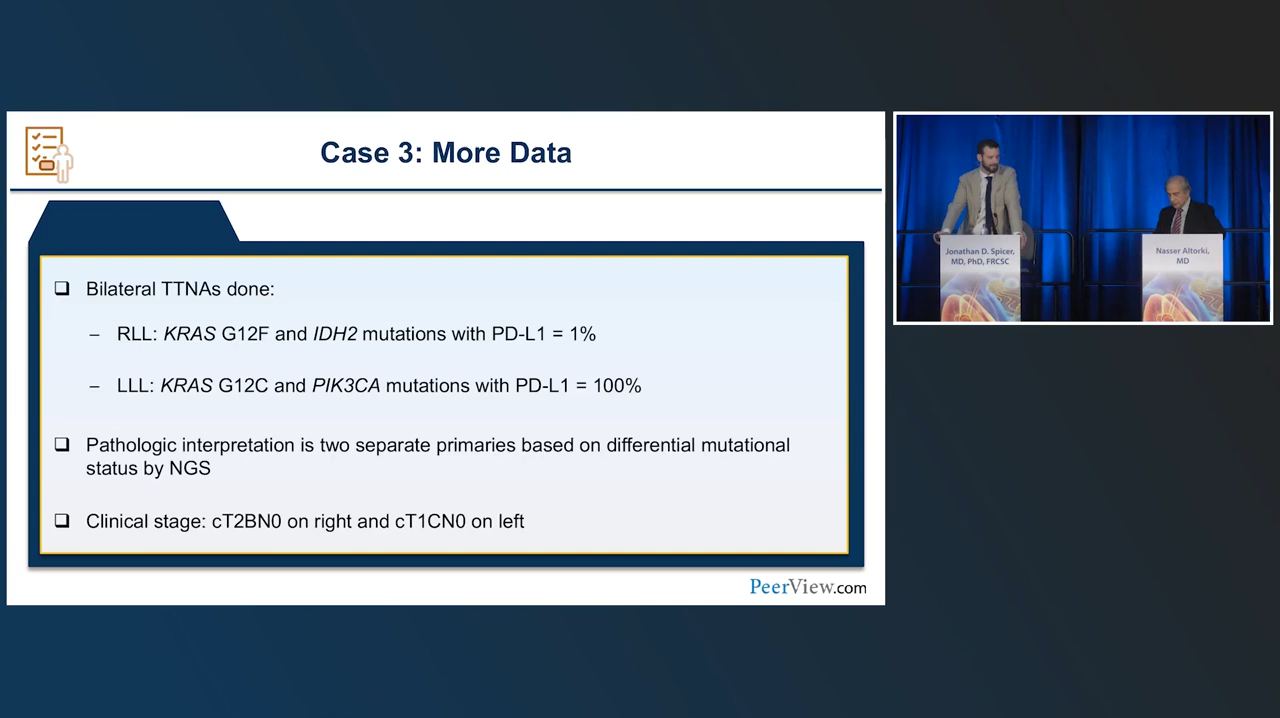 Case 3: More Data
❑ Bilateral TTNAs done:
– RLL: KRAS G12F and IDH2 mutations with PD-L1 = 1%
– LLL: KRAS G12C and PIK3CA mutations with PD-L1 = 100%
❑ Pathologic interpretation is two separate primaries based on differential mutational
status by NGS
❑ Clinical stage: cT2BN0 on right and cT1CN0 on left
PeerView.com
Jonathan D. Spicer,
MD, PhD, FRCSC
Nasser Altorki,
MD